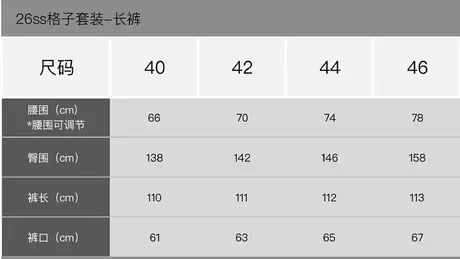 26ss格子套装-长裤
尺码 40 42 44 46
腰围（cm） 66 70 74 78
*腰围可调节
臀围（cm） 138 142 146 158
裤长（cm） 110 111 112 113
裤口（cm） 61 63 65 67